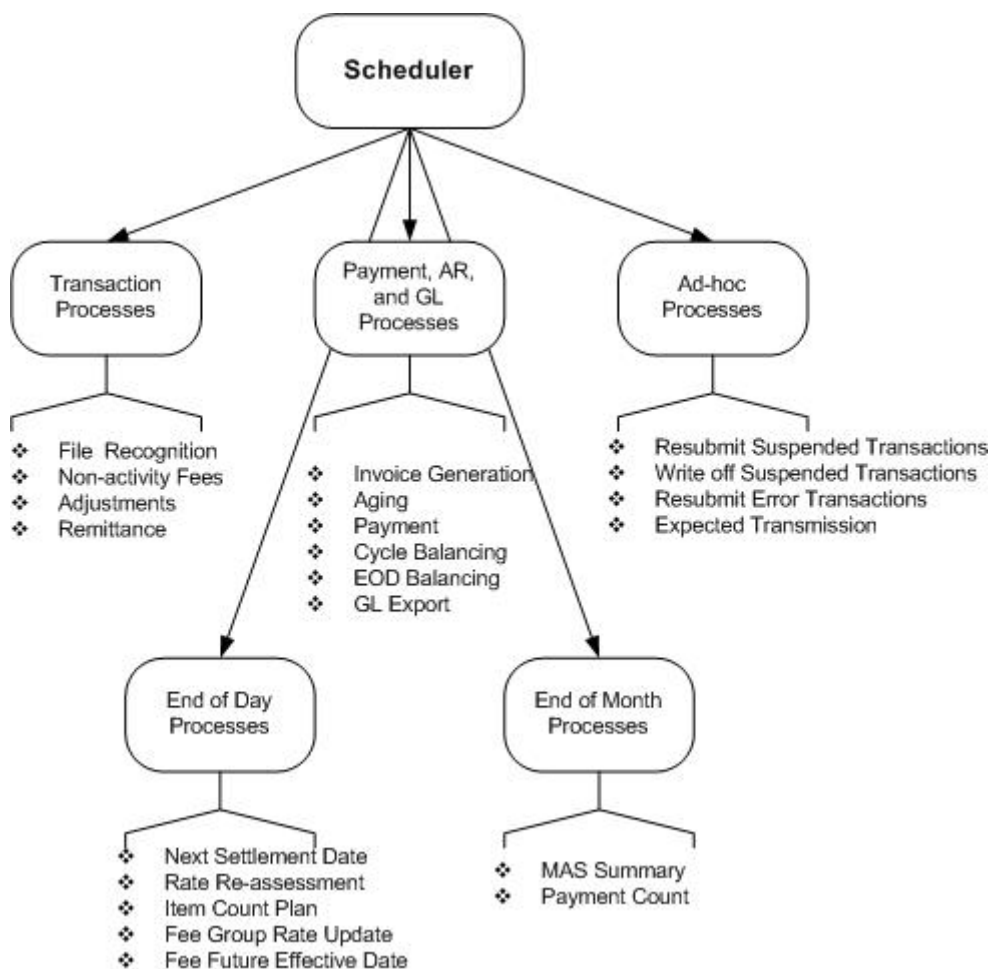 Scheduler
Transaction
Processes
Payment, AR,
and GL
Processes
Ad-hoc
Processes
❖ File Recognition
❖ Non-activity Fees
❖ Adjustments
❖ Remittance
❖ Invoice Generation
❖ Aging
❖ Payment
❖ Cycle Balancing
❖ EOD Balancing
❖ GL Export
❖ Resubmit Suspended Transactions
❖ Write off Suspended Transactions
❖ Resubmit Error Transactions
❖ Expected Transmission
End of Day
Processes
End of Month
Processes
❖ Next Settlement Date
❖ Rate Re-assessment
❖ Item Count Plan
❖ Fee Group Rate Update
❖ Fee Future Effective Date
❖ MAS Summary
❖ Payment Count